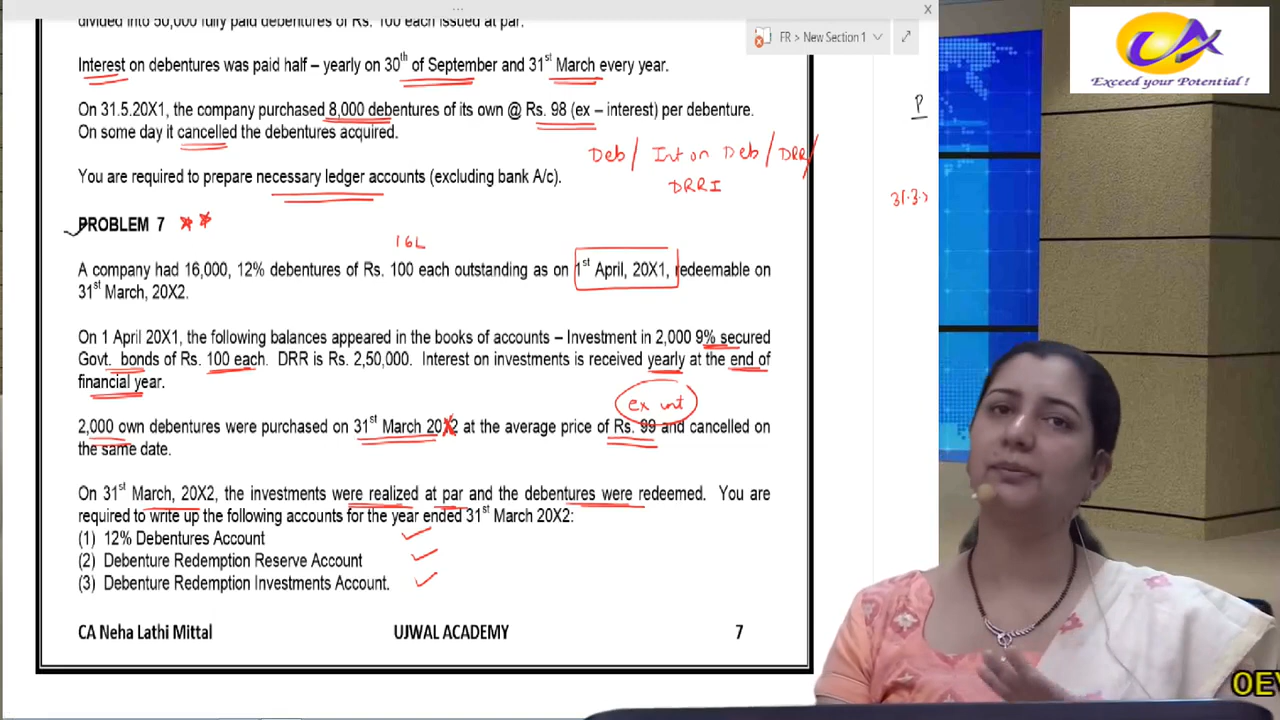 divided into 50,000 fully paid debentures of Rs. 100 each issued at par.
FR > New Section 1
Exceed your Potential !
Interest on debentures was paid half – yearly on 30th of September and 31st March every year.
On 31.5.20X1, the company purchased 8,000 debentures of its own @ Rs. 98 (ex – interest) per debenture.
On some day it cancelled the debentures acquired.
P
Deb / Int on Deb / DRR /
DRRI
You are required to prepare necessary ledger accounts (excluding bank A/c).
31.3.
PROBLEM 7
16L
A company had 16,000, 12% debentures of Rs. 100 each outstanding as on 1st April, 20X1, redeemable on
31st March, 20X2.
On 1 April 20X1, the following balances appeared in the books of accounts – Investment in 2,000 9% secured
Govt. bonds of Rs. 100 each. DRR is Rs. 2,50,000. Interest on investments is received yearly at the end of
financial year.
ex int
2,000 own debentures were purchased on 31st March 20X2 at the average price of Rs. 99 and cancelled on
the same date.
On 31st March, 20X2, the investments were realized at par and the debentures were redeemed. You are
required to write up the following accounts for the year ended 31st March 20X2:
(1) 12% Debentures Account
(2) Debenture Redemption Reserve Account
(3) Debenture Redemption Investments Account.
CA Neha Lathi Mittal UJWAL ACADEMY 7